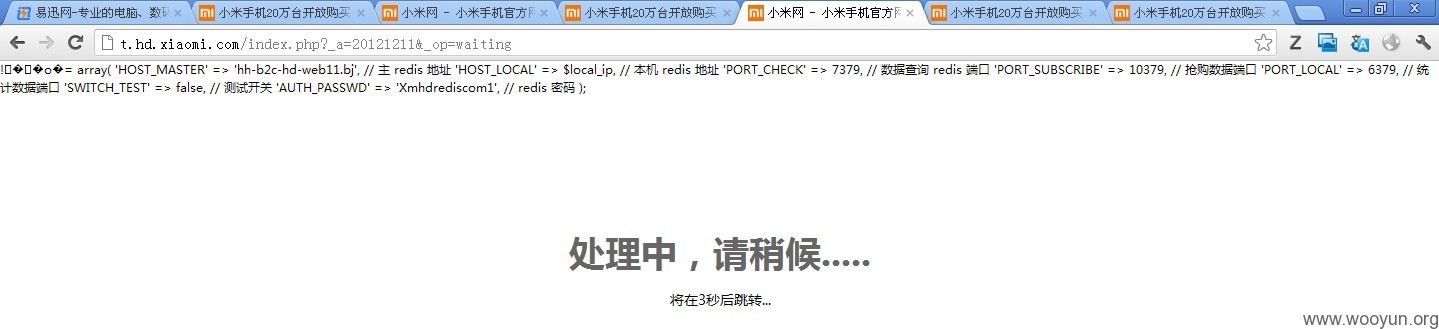 易迅网-专业的电脑、数码
小米手机20万台开放购买
小米网 - 小米手机官方网
小米手机20万台开放购买
小米网 - 小米手机官方网
小米手机20万台开放购买
小米手机20万台开放购买
t.hd.xiaomi.com/index.php?_a=20121211&_op=waiting
= array( 'HOST_MASTER' => 'hh-b2c-hd-web11.bj', // 主 redis 地址 'HOST_LOCAL' => $local_ip, // 本机 redis 地址 'PORT_CHECK' => 7379, // 数据查询 redis 端口 'PORT_SUBSCRIBE' => 10379, // 抢购数据端口 'PORT_LOCAL' => 6379, // 统
计数据端口 'SWITCH_TEST' => false, // 测试开关 'AUTH_PASSWD' => 'Xmhdrediscom1', // redis 密码 );
处理中，请稍候.....
将在3秒后跳转...
www.wooyun.org